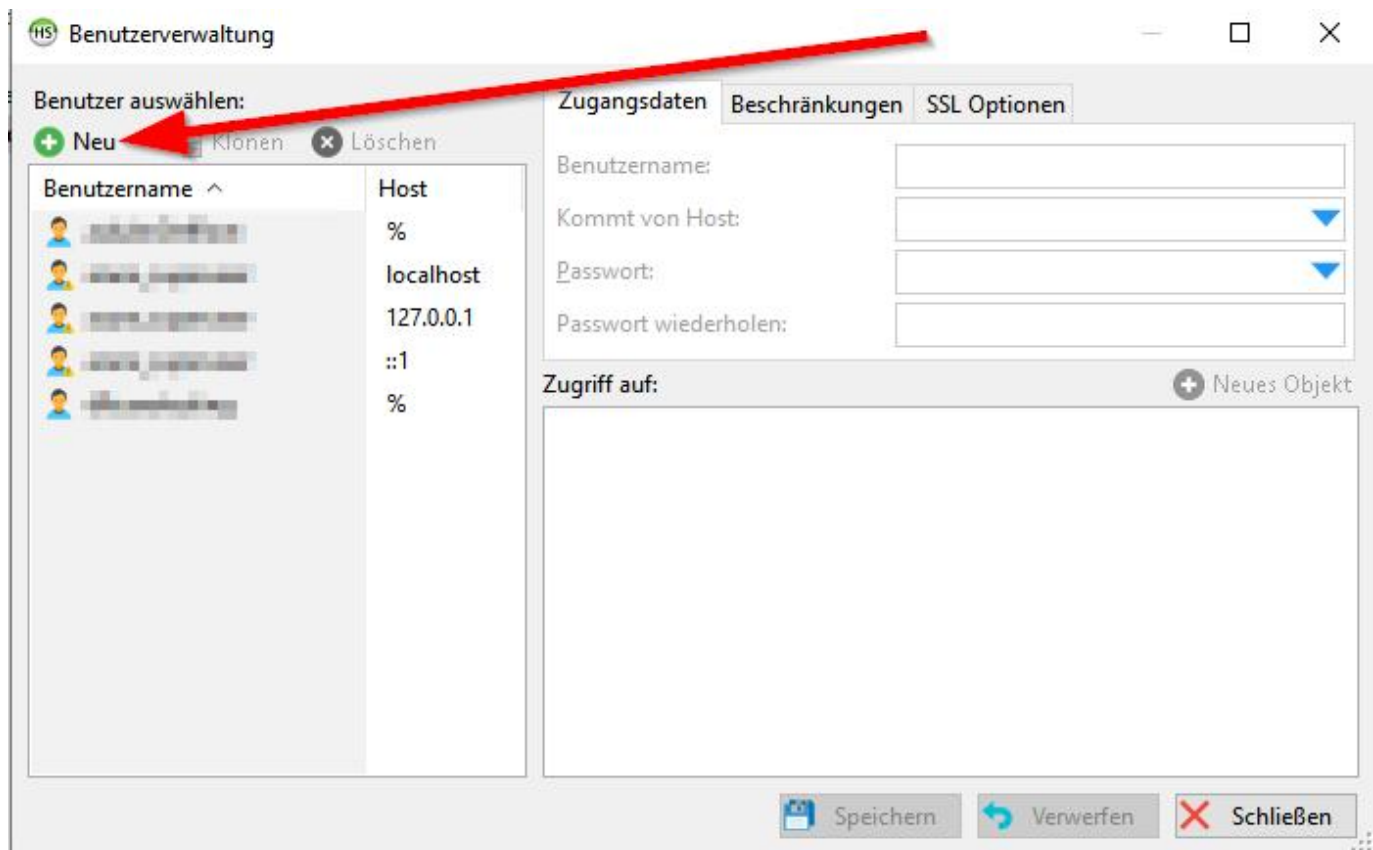 HS Benutzerverwaltung
Benutzer auswählen:
Neu Klonen Löschen
Benutzername Host
%
localhost
127.0.0.1
::1
%
Zugangsdaten Beschränkungen SSL Optionen
Benutzername:
Kommt von Host:
Passwort:
Passwort wiederholen:
Zugriff auf: Neues Objekt
Speichern Verwerfen Schließen